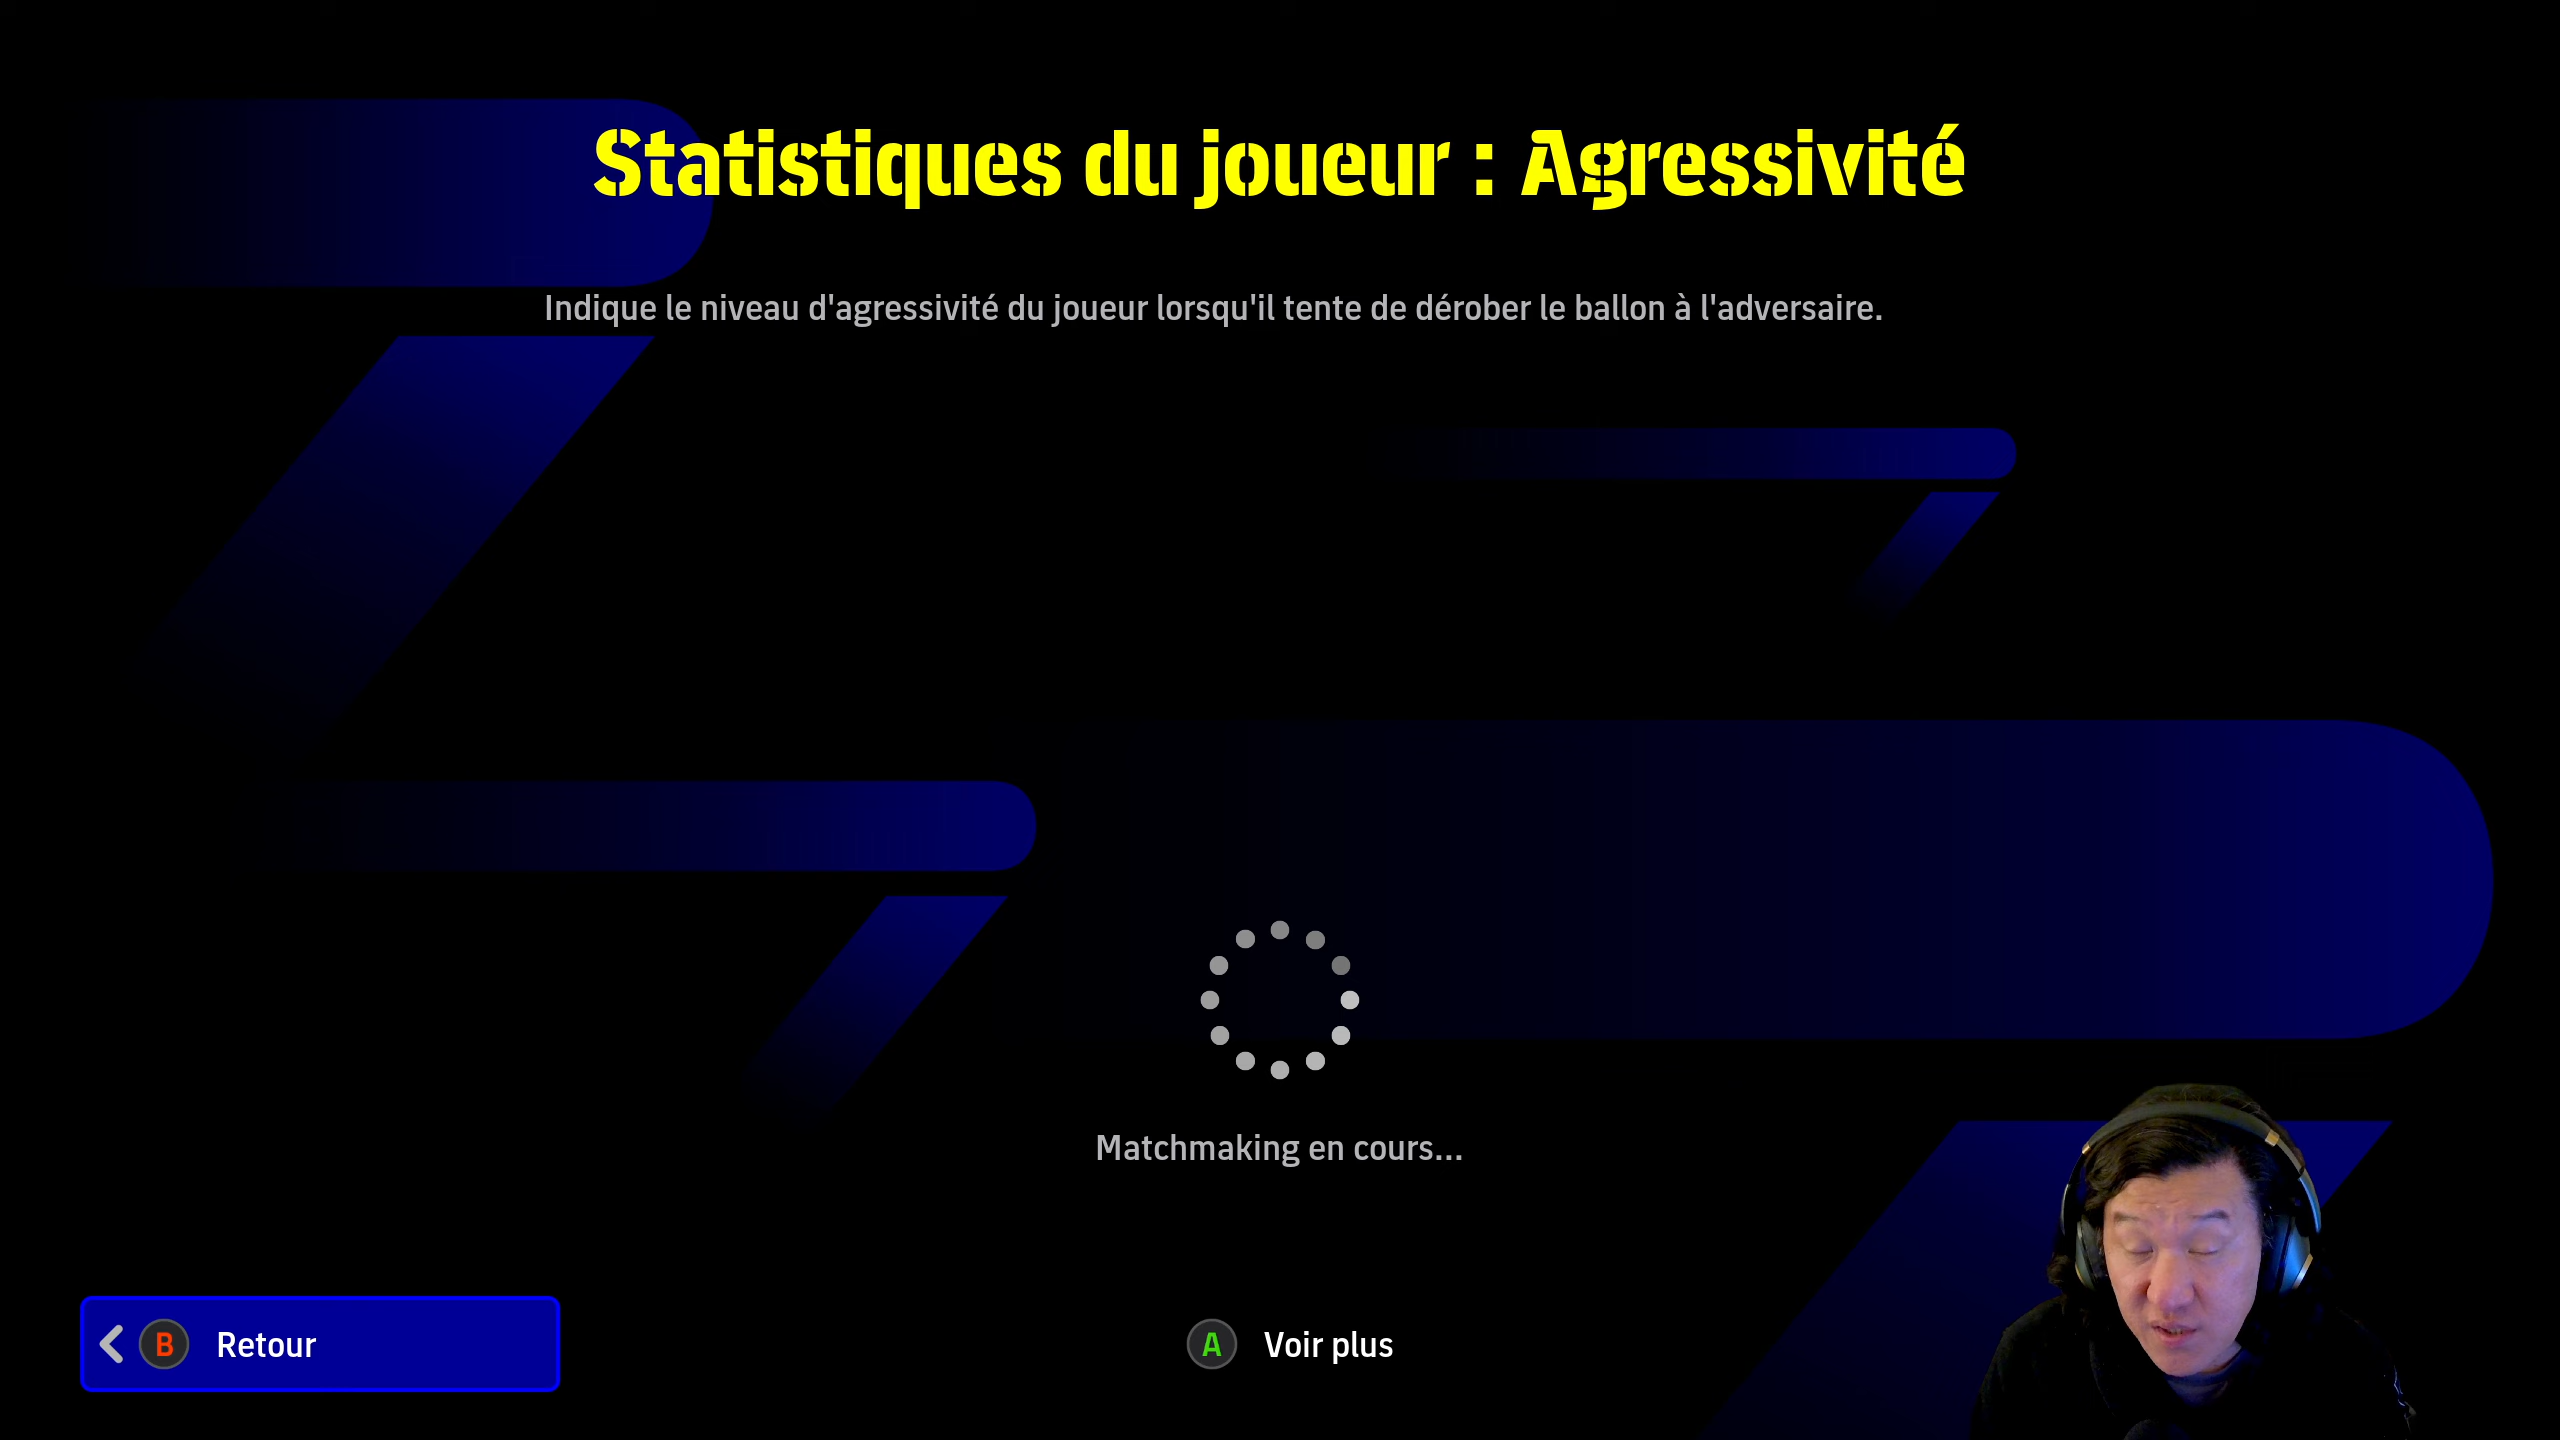 Statistiques du joueur : Agressivité
Indique le niveau d'agressivité du joueur lorsqu'il tente de dérober le ballon à l'adversaire.
Matchmaking en cours...
B Retour
A Voir plus